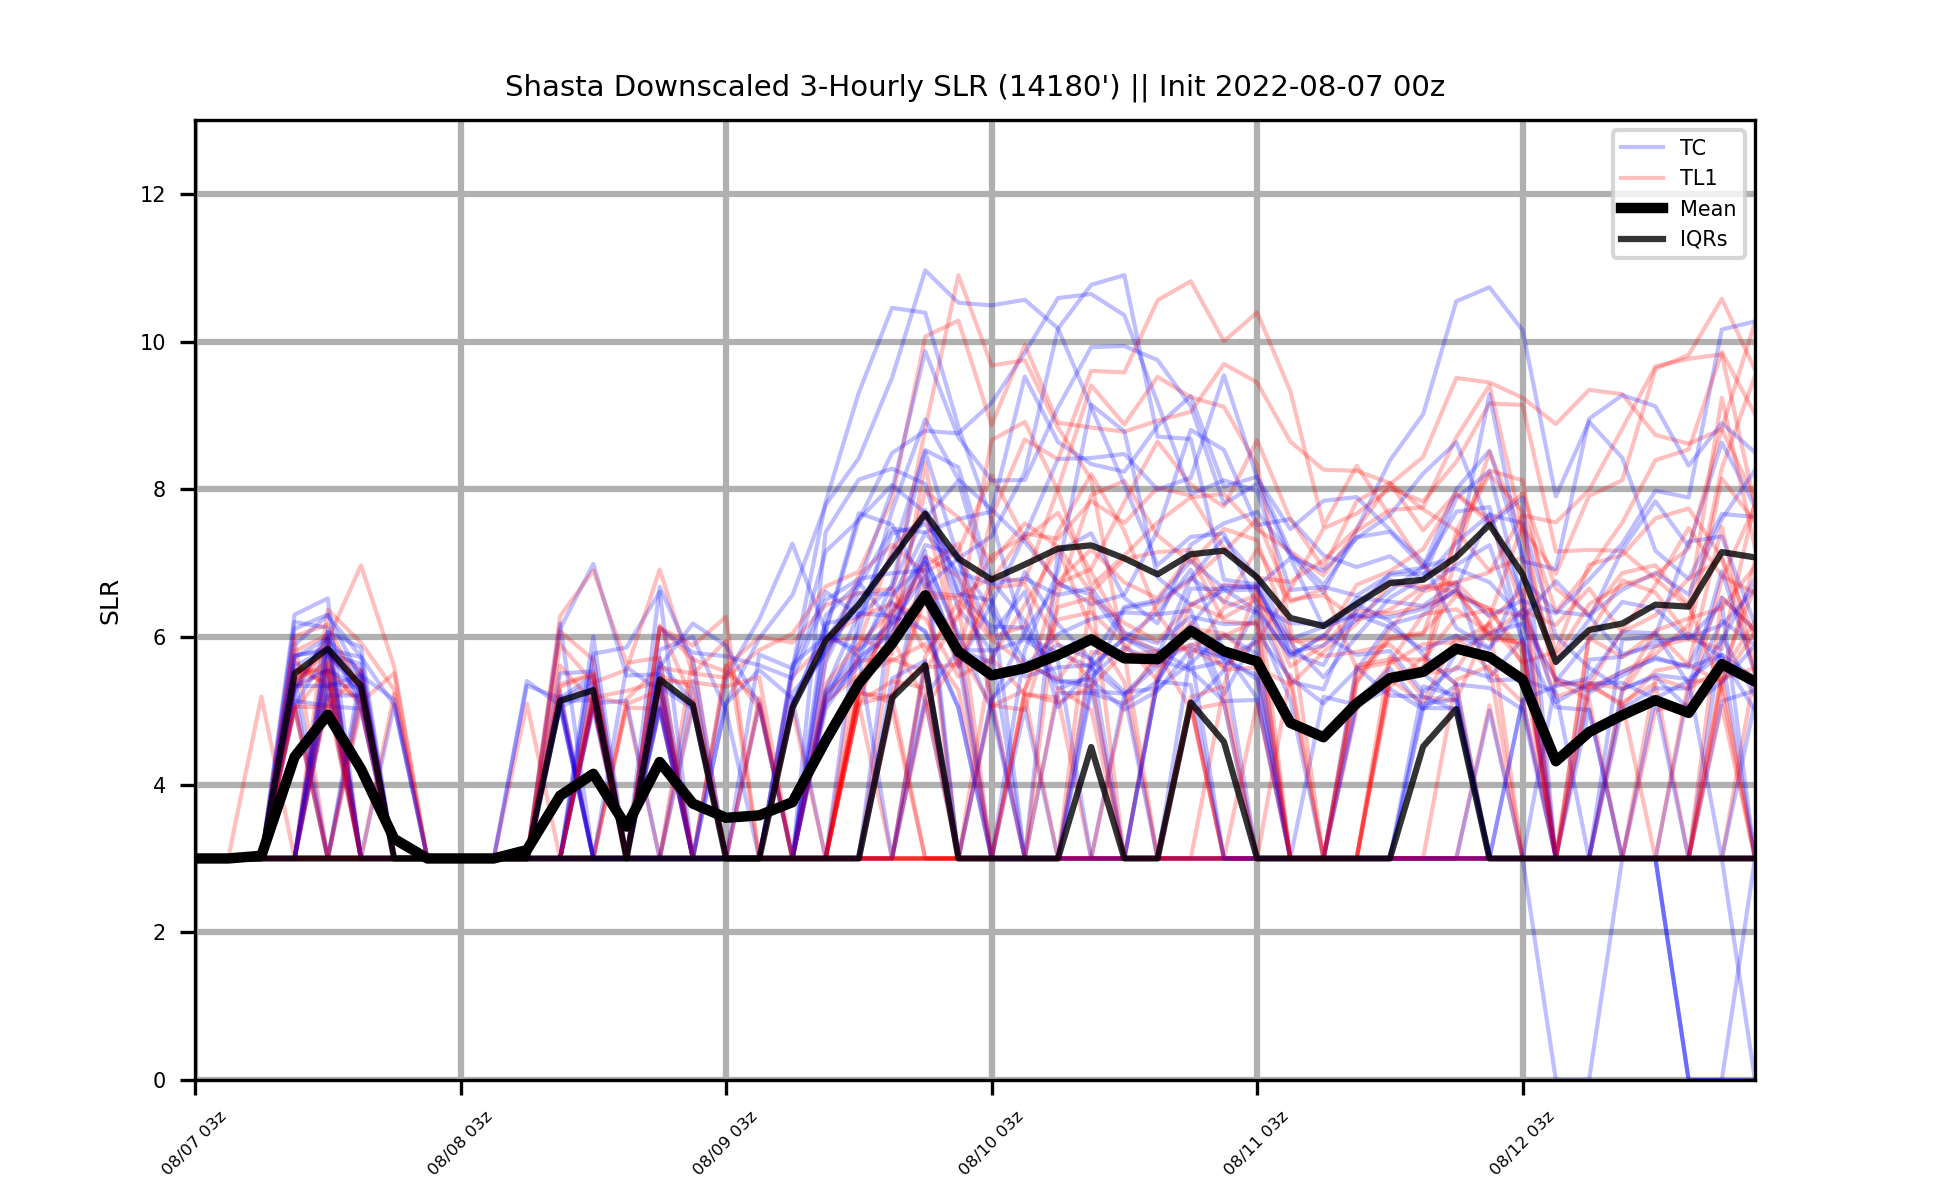 Shasta Downscaled 3-Hourly SLR (14180') || Init 2022-08-07 00z
TC
TL1
Mean
IQRs
SLR
12
10
8
6
4
2
0
08/07 03z
08/08 03z
08/09 03z
08/10 03z
08/11 03z
08/12 03z